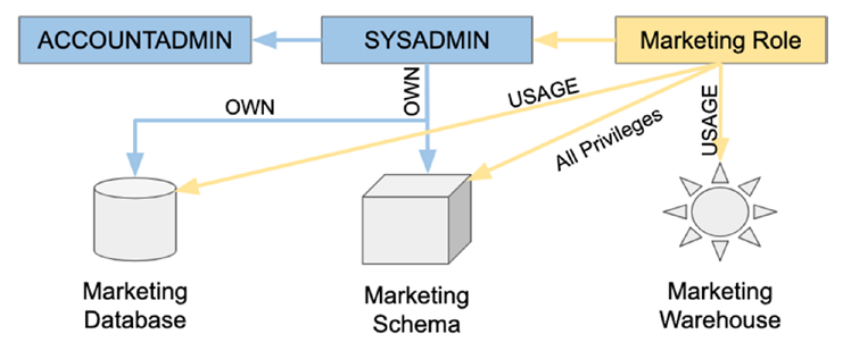 ACCOUNTADMIN
SYSADMIN
Marketing Role
OWN
OWN
USAGE
All Privileges
USAGE
Marketing
Database
Marketing
Schema
Marketing
Warehouse